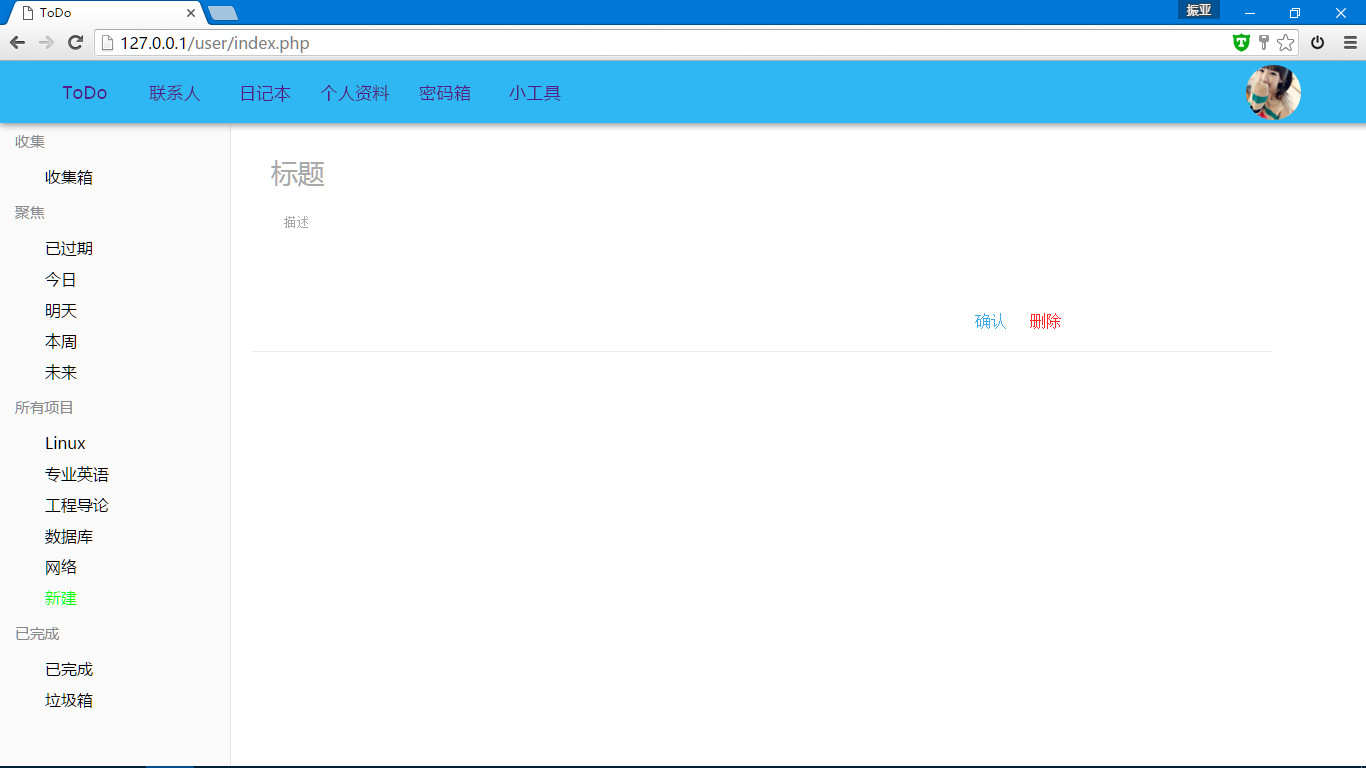 ToDo
振亚
127.0.0.1/user/index.php
ToDo 联系人 日记本 个人资料 密码箱 小工具
收集
收集箱
聚焦
已过期
今日
明天
本周
未来
所有项目
Linux
专业英语
工程导论
数据库
网络
新建
已完成
已完成
垃圾箱
标题
描述
确认 删除